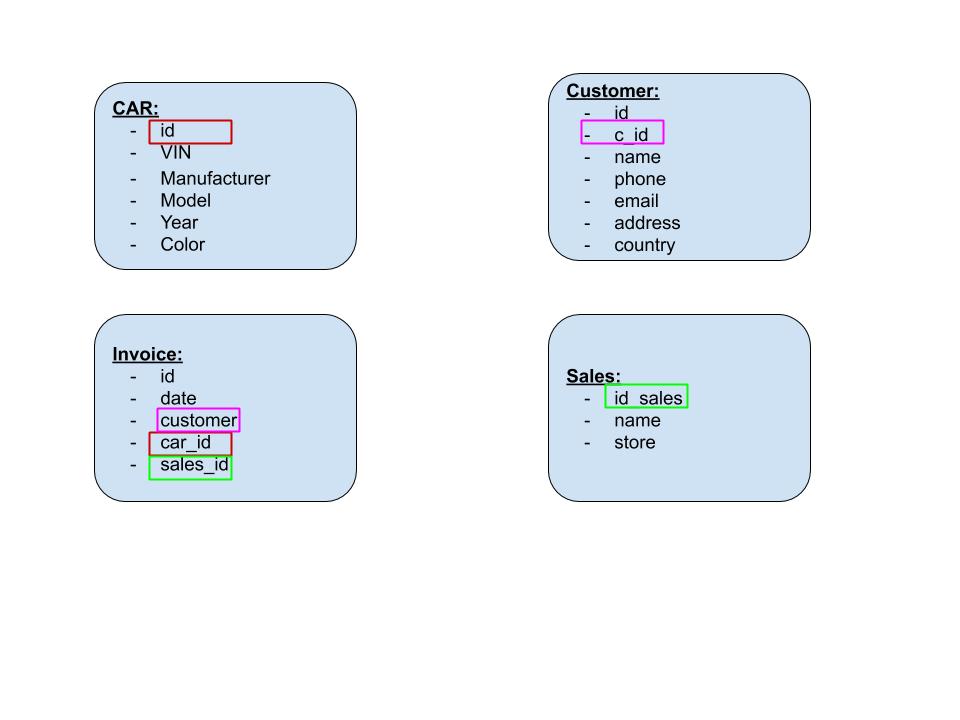 CAR:
- id
- VIN
- Manufacturer
- Model
- Year
- Color
Customer:
- id
- c_id
- name
- phone
- email
- address
- country
Invoice:
- id
- date
- customer
- car_id
- sales_id
Sales:
- id_sales
- name
- store